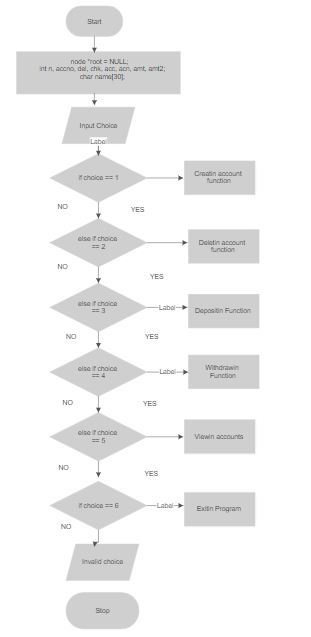 Start
node *root = NULL;
int n, accno, del, chk, acc, acn, amt, amt2;
char name[30];
Input Choice
Label
if choice == 1
Creatin account
function
NO
YES
else if choice
== 2
Deletin account
function
NO
YES
else if choice
== 3
Label
Depositin Function
NO
YES
else if choice
== 4
Label
Withdrawin
Function
NO
YES
else if choice
== 5
Viewin accounts
NO
YES
if choice == 6
Label
Exitin Program
NO
Invalid choice
Stop